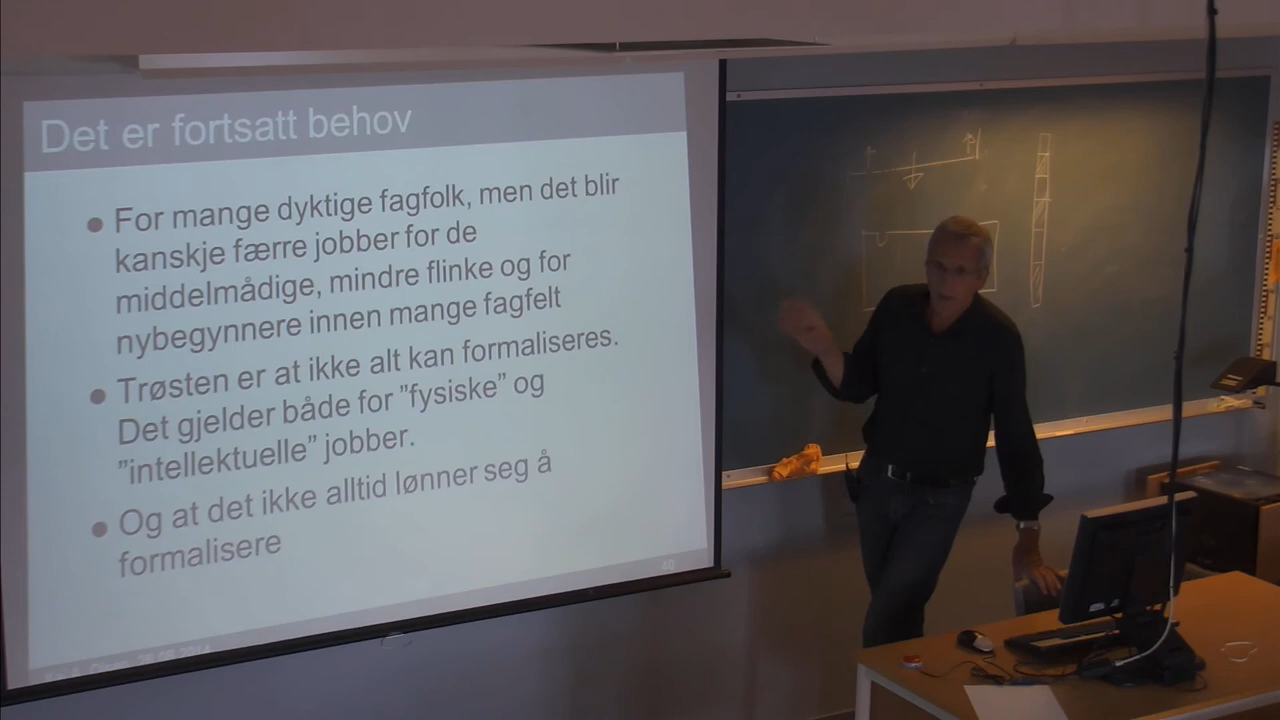 Det er fortsatt behov
● For mange dyktige fagfolk, men det blir
kanskje færre jobber for de
middelmådige, mindre flinke og for
nybegynnere innen mange fagfelt
● Trøsten er at ikke alt kan formaliseres.
Det gjelder både for ”fysiske” og
”intellektuelle” jobber.
● Og at det ikke alltid lønner seg å
formalisere
40